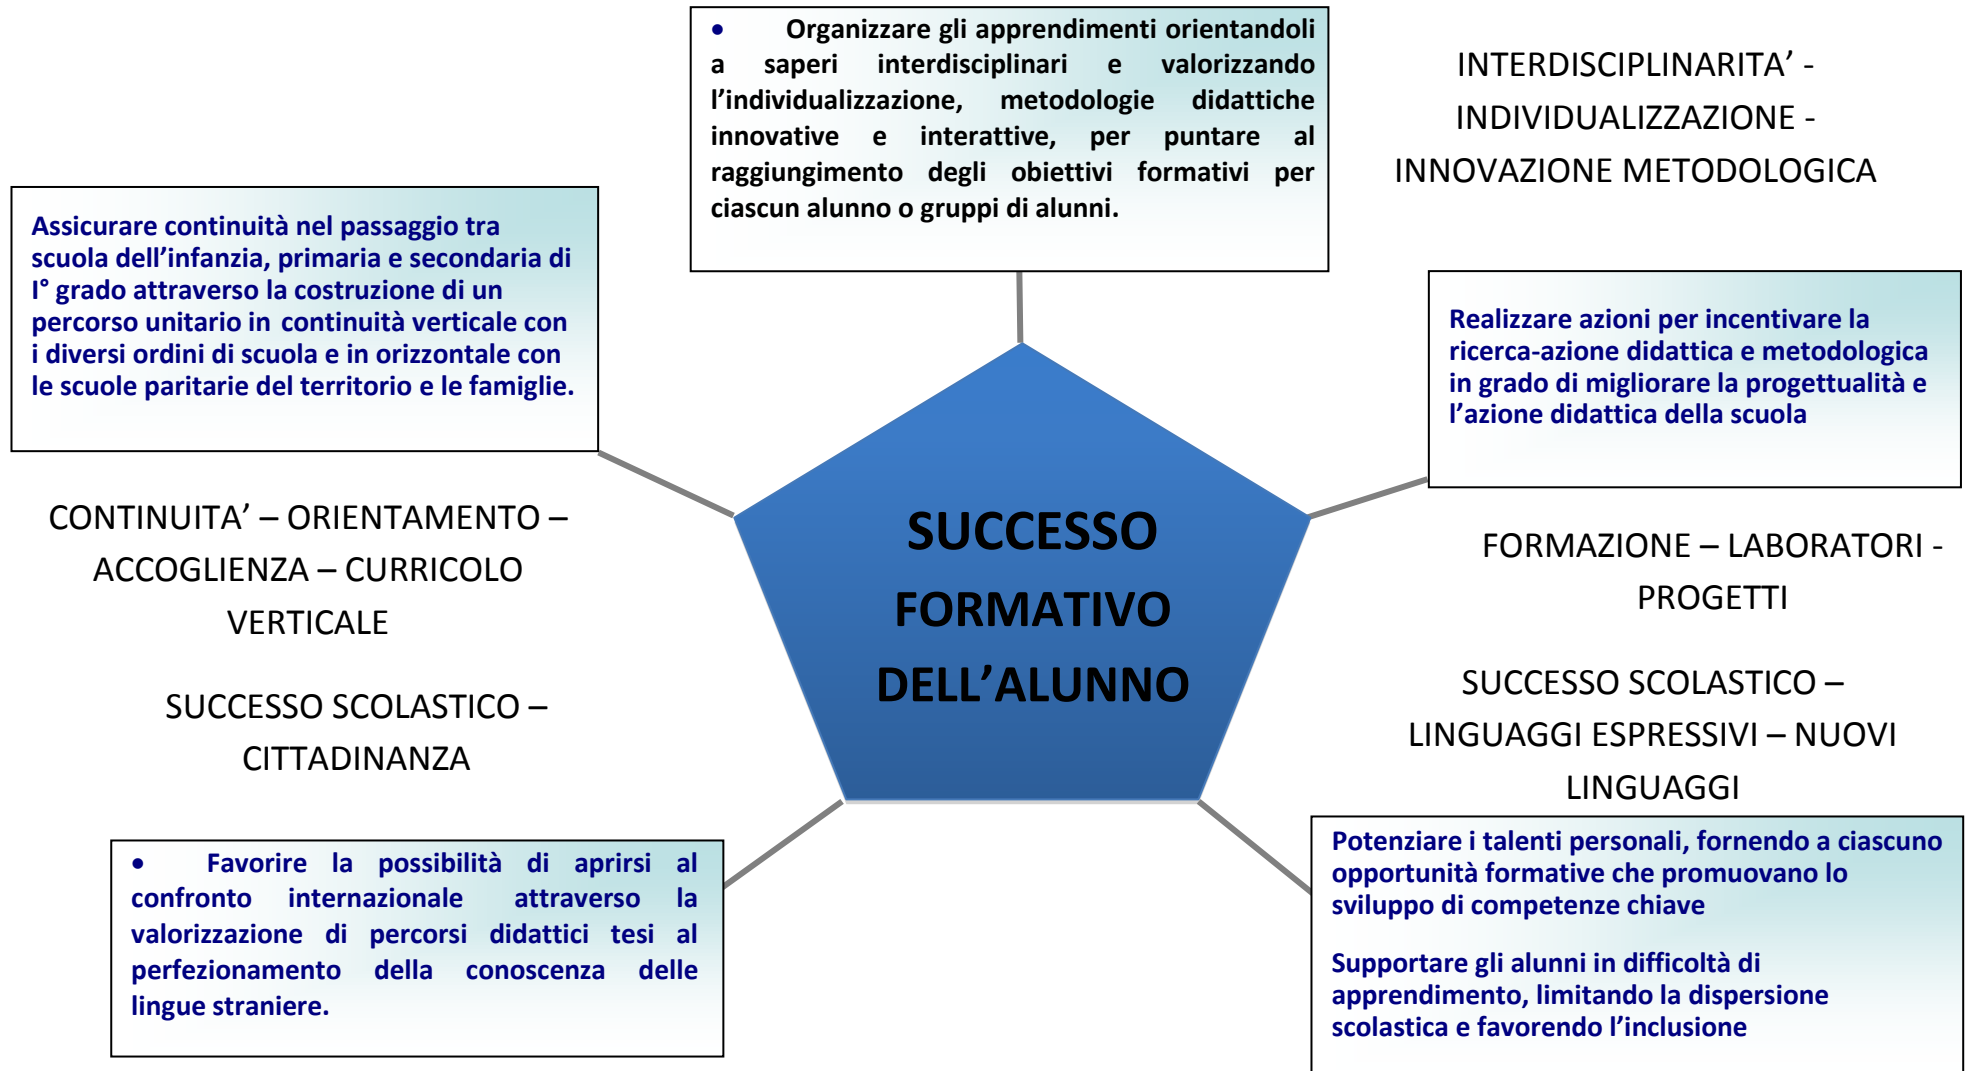 • Organizzare gli apprendimenti orientandoli
a saperi interdisciplinari e valorizzando
l’individualizzazione, metodologie didattiche
innovative e interattive, per puntare al
raggiungimento degli obiettivi formativi per
ciascun alunno o gruppi di alunni.
INTERDISCIPLINARITA’ -
INDIVIDUALIZZAZIONE -
INNOVAZIONE METODOLOGICA
Assicurare continuità nel passaggio tra
scuola dell’infanzia, primaria e secondaria di
I° grado attraverso la costruzione di un
percorso unitario in continuità verticale con
i diversi ordini di scuola e in orizzontale con
le scuole paritarie del territorio e le famiglie.
Realizzare azioni per incentivare la
ricerca-azione didattica e metodologica
in grado di migliorare la progettualità e
l’azione didattica della scuola
CONTINUITA’ – ORIENTAMENTO –
ACCOGLIENZA – CURRICOLO
VERTICALE
SUCCESSO
FORMATIVO
DELL’ALUNNO
FORMAZIONE – LABORATORI -
PROGETTI
SUCCESSO SCOLASTICO –
CITTADINANZA
SUCCESSO SCOLASTICO –
LINGUAGGI ESPRESSIVI – NUOVI
LINGUAGGI
• Favorire la possibilità di aprirsi al
confronto internazionale attraverso la
valorizzazione di percorsi didattici tesi al
perfezionamento della conoscenza delle
lingue straniere.
Potenziare i talenti personali, fornendo a ciascuno
opportunità formative che promuovano lo
sviluppo di competenze chiave
Supportare gli alunni in difficoltà di
apprendimento, limitando la dispersione
scolastica e favorendo l’inclusione